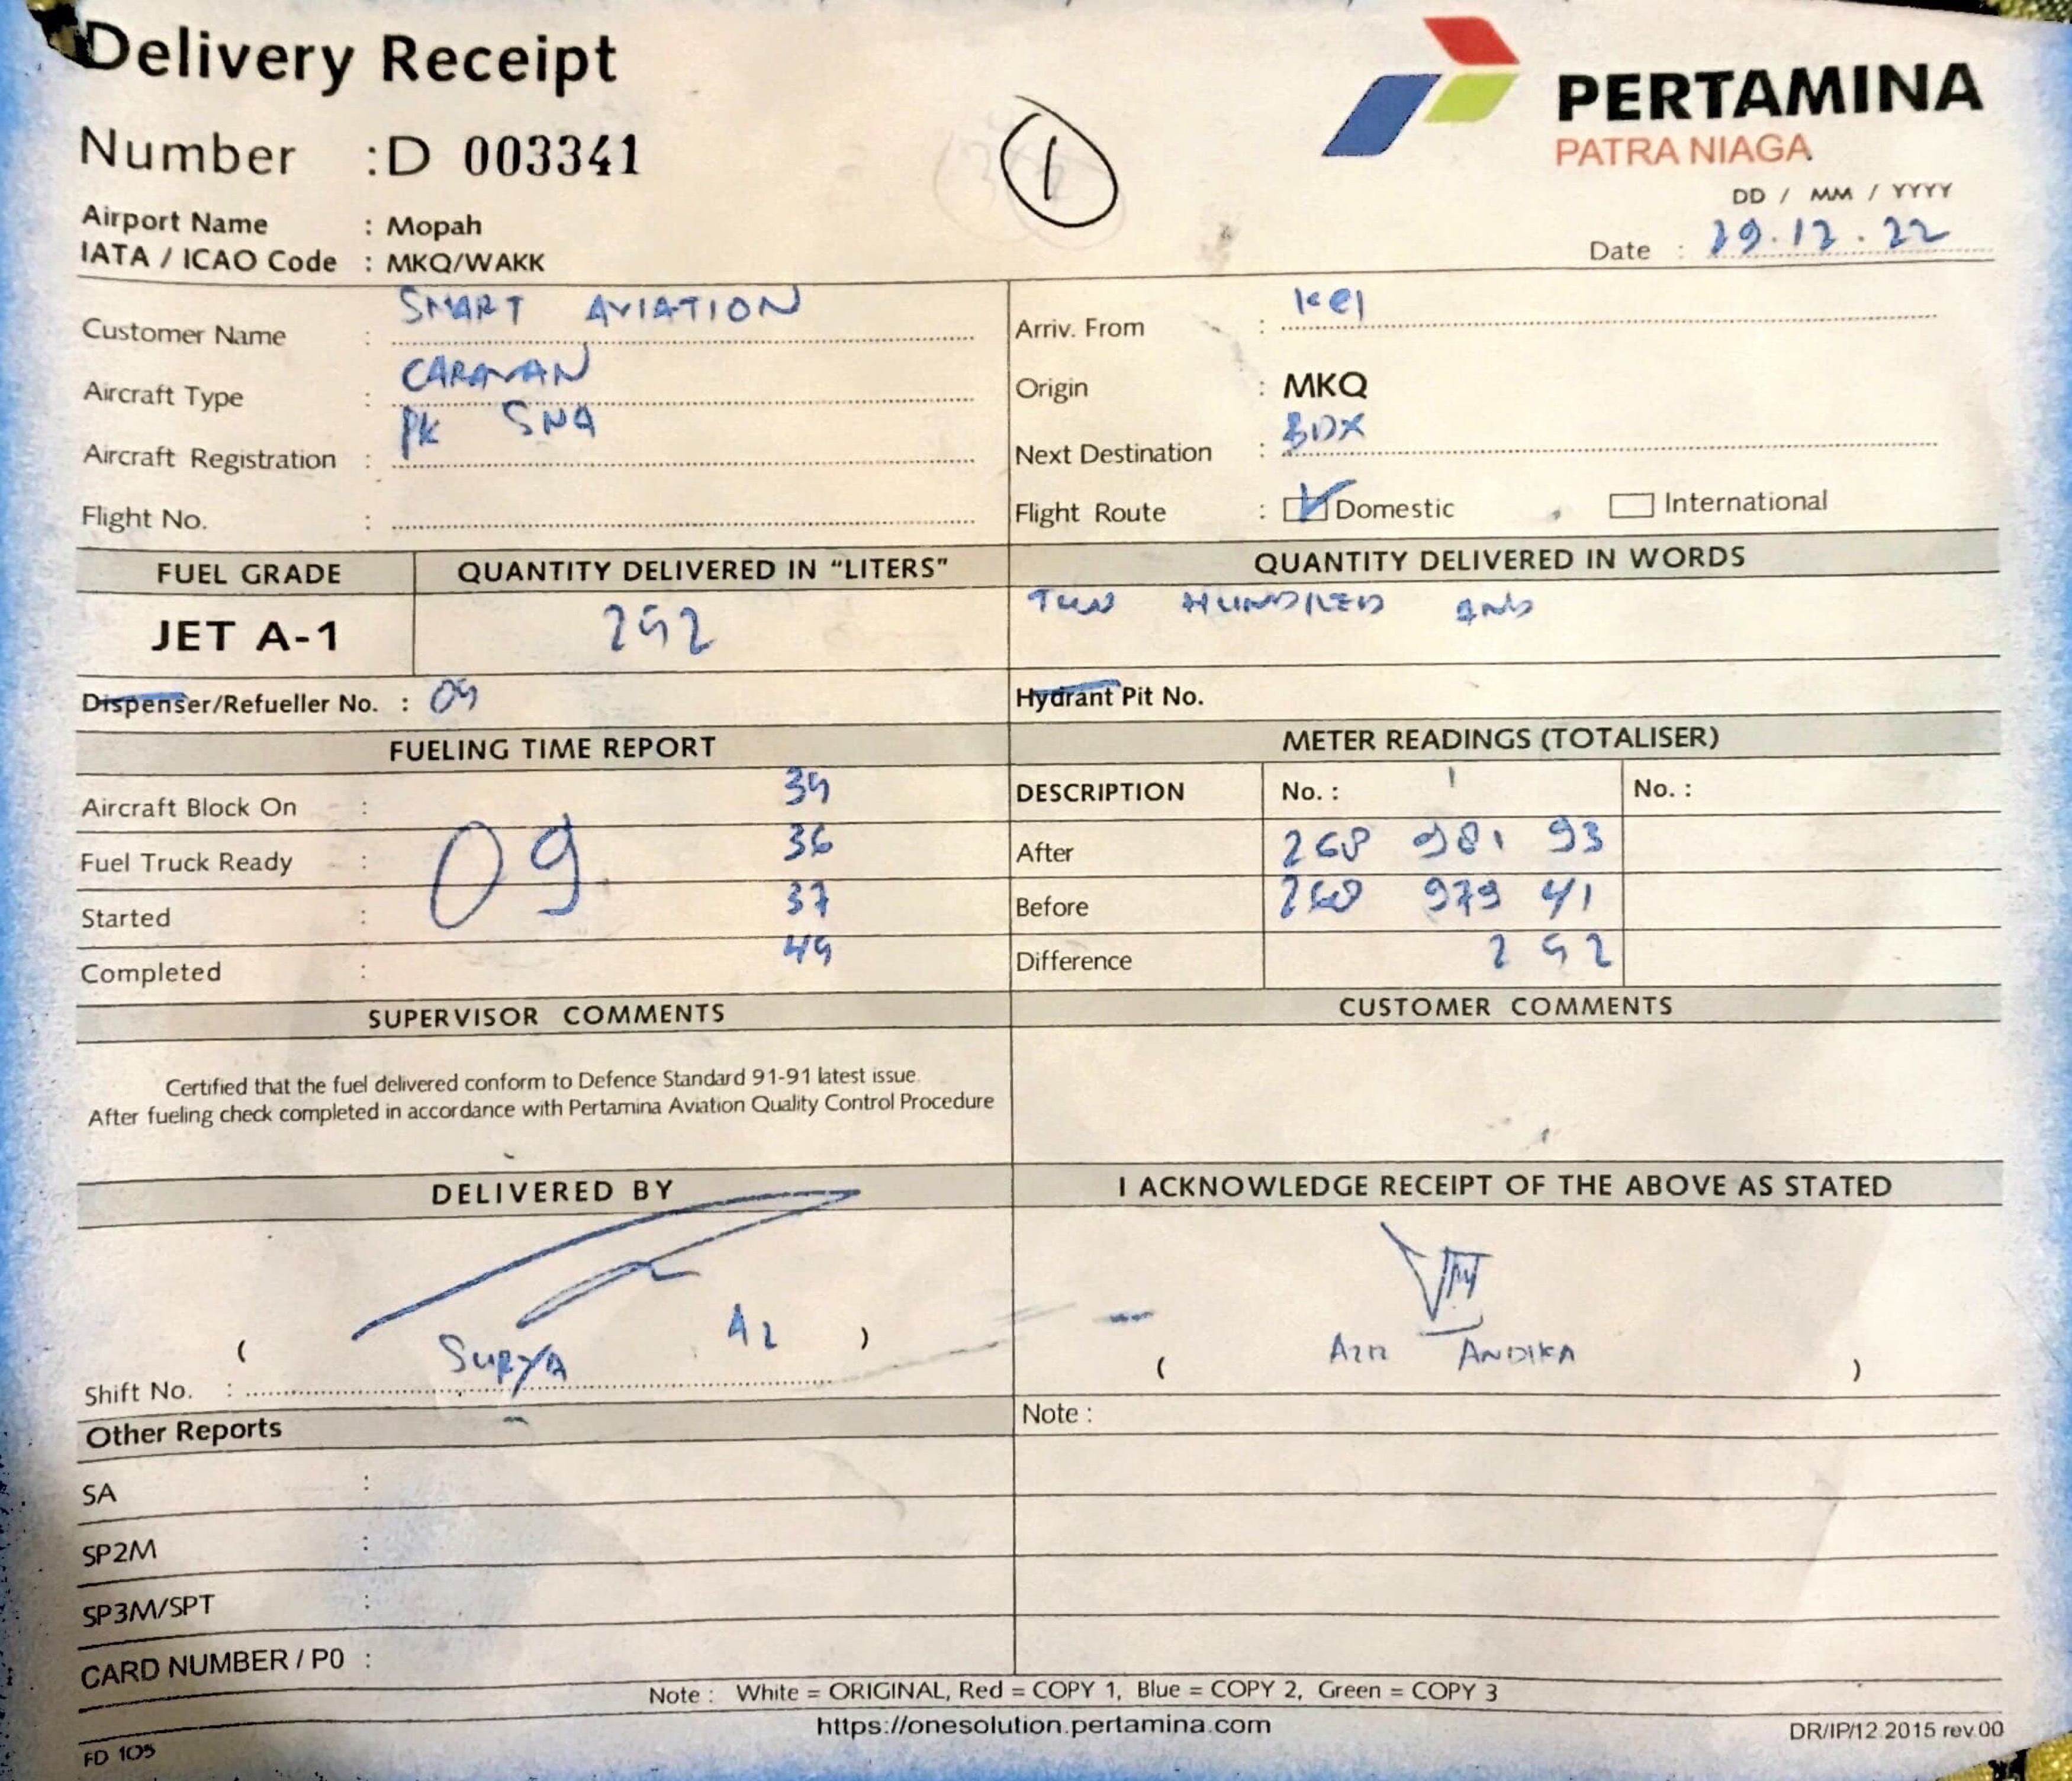 Delivery Receipt
PERTAMINA
PATRA NIAGA
Number : D 003341
1
DD / MM / YYYY
Airport Name : Mopah
Date : 29.12.22
IATA / ICAO Code : MKQ/WAKK
Customer Name : SMART AVIATION
Arriv. From : Kei
Aircraft Type : CARAVAN
Origin : MKQ
Aircraft Registration : PK SNA
Next Destination : BDX
Flight No. :
Flight Route : Domestic International
FUEL GRADE QUANTITY DELIVERED IN "LITERS" QUANTITY DELIVERED IN WORDS
JET A-1 252 TWO HUNDRED AND
Dispenser/Refueller No. : 05 Hydrant Pit No.
FUELING TIME REPORT METER READINGS (TOTALISER)
Aircraft Block On : 35 DESCRIPTION No. : 1 No. :
Fuel Truck Ready : 09 36 After 268 981 93
Started : 37 Before 268 979 41
Completed : 45 Difference 252
SUPERVISOR COMMENTS CUSTOMER COMMENTS
Certified that the fuel delivered conform to Defence Standard 91-91 latest issue.
After fueling check completed in accordance with Pertamina Aviation Quality Control Procedure
DELIVERED BY I ACKNOWLEDGE RECEIPT OF THE ABOVE AS STATED
( SURYA A2 ) ( ANDIKA )
Shift No. :
Other Reports Note :
SA :
SP2M :
SP3M/SPT :
CARD NUMBER / P0 :
Note : White = ORIGINAL, Red = COPY 1, Blue = COPY 2, Green = COPY 3
https://onesolution.pertamina.com
FD 105 DR/IP/12.2015 rev.00